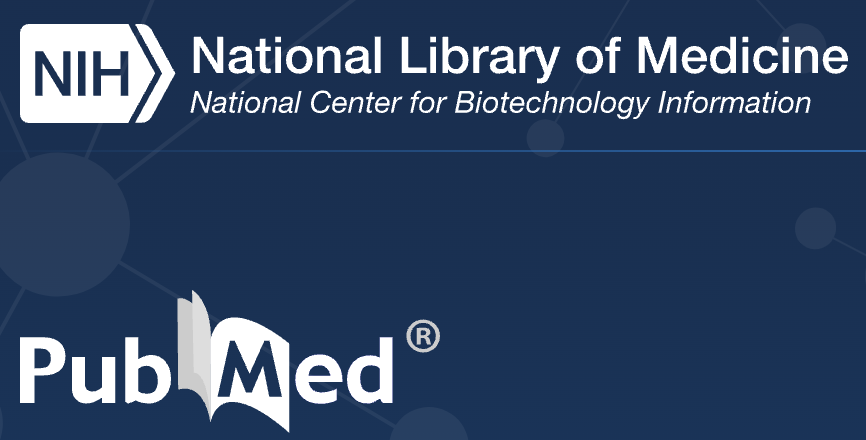 NIH
National Library of Medicine
National Center for Biotechnology Information
PubMed®